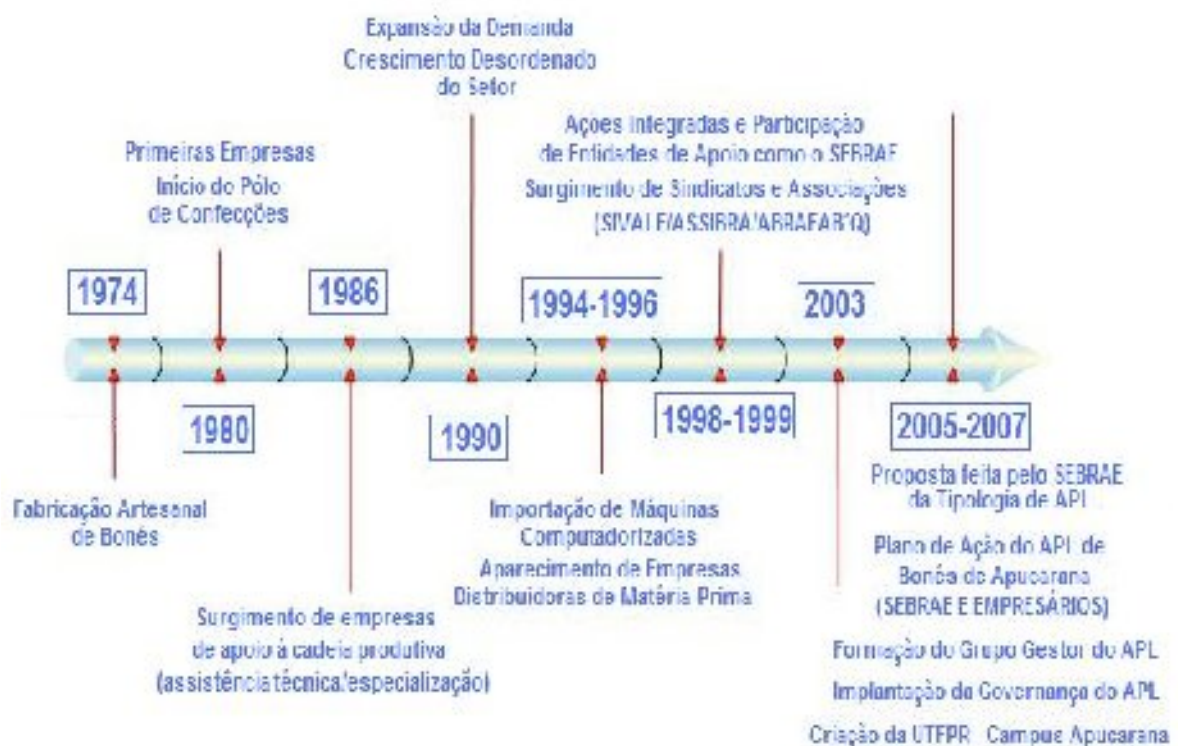 Expansão da Demanda
Crescimento Desordenado
do Setor
Ações Integradas e Participação
de Entidades de Apoio como o SEBRAE
Surgimento de Sindicatos e Associações
(SIVALE/ASSIBRA/ABRAFAB'Q)
Primeiras Empresas
Início do Pólo
de Confecções
1974
1986
1994-1996
2003
1980
1990
1998-1999
2005-2007
Fabricação Artesanal
de Bonés
Surgimento de empresas
de apoio à cadeia produtiva
(assistência técnica/especialização)
Importação de Máquinas
Computadorizadas
Aparecimento de Empresas
Distribuidoras de Matéria Prima
Proposta feita pelo SEBRAE
da Tipologia de APL
Plano de Ação do APL de
Bonés de Apucarana
(SEBRAE E EMPRESÁRIOS)
Formação do Grupo Gestor do APL
Implantação da Governança do APL
Criação da UTFPR Campus Apucarana